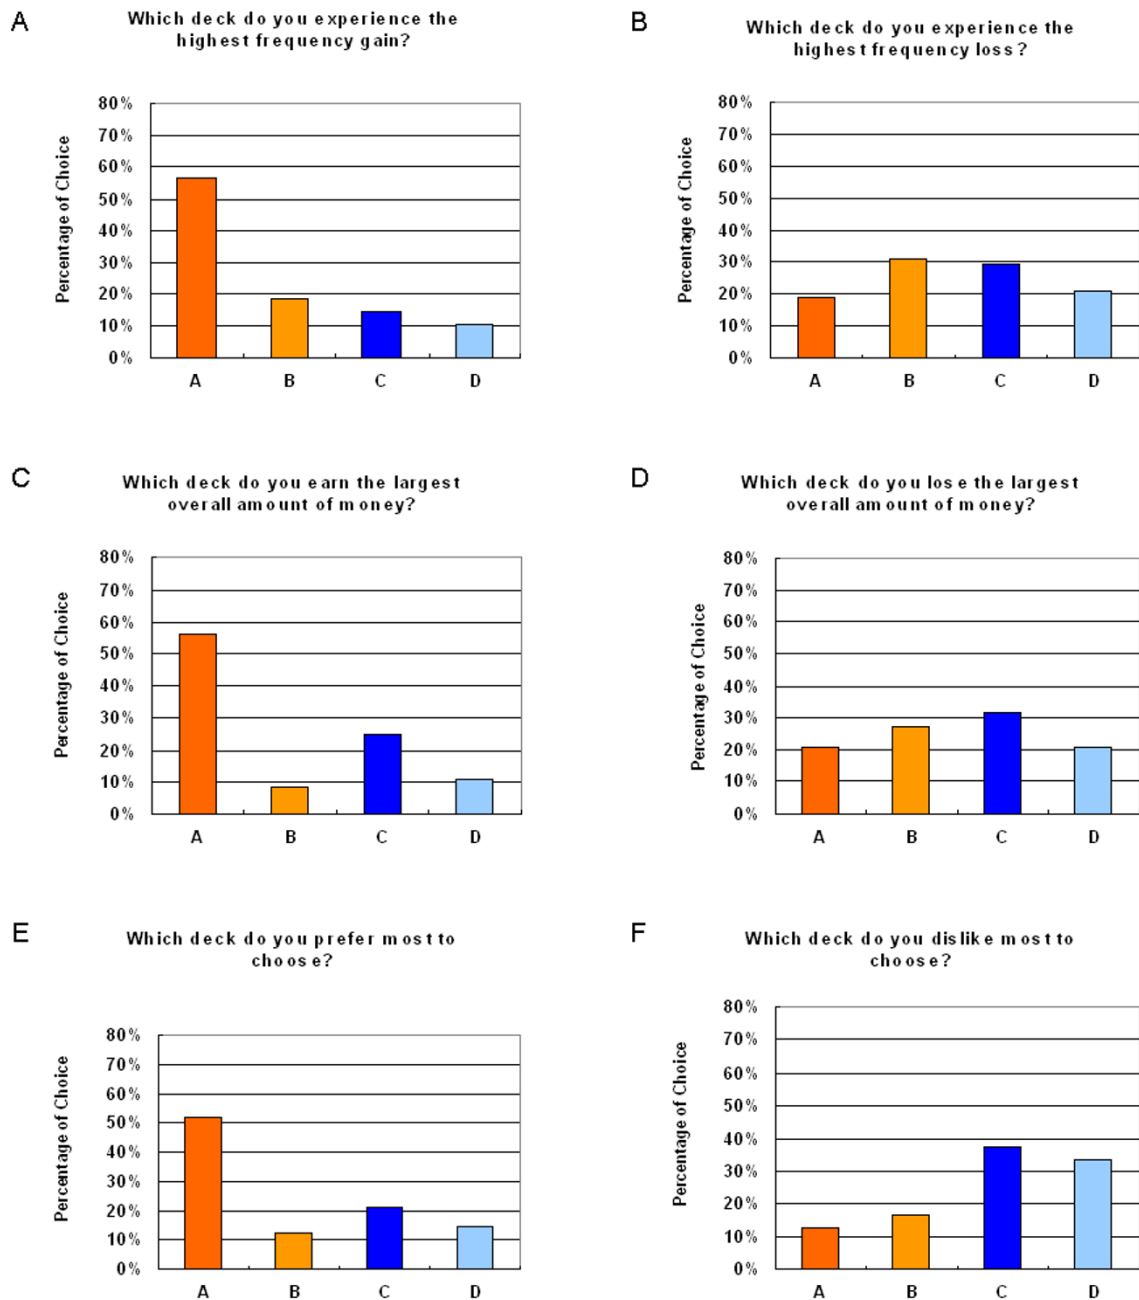 A
Which deck do you experience the
highest frequency gain?
Percentage of Choice
80%
70%
60%
50%
40%
30%
20%
10%
0%
A B C D
B
Which deck do you experience the
highest frequency loss?
Percentage of Choice
80%
70%
60%
50%
40%
30%
20%
10%
0%
A B C D
C
Which deck do you earn the largest
overall amount of money?
Percentage of Choice
80%
70%
60%
50%
40%
30%
20%
10%
0%
A B C D
D
Which deck do you lose the largest
overall amount of money?
Percentage of Choice
80%
70%
60%
50%
40%
30%
20%
10%
0%
A B C D
E
Which deck do you prefer most to
choose?
Percentage of Choice
80%
70%
60%
50%
40%
30%
20%
10%
0%
A B C D
F
Which deck do you dislike most to
choose?
Percentage of Choice
80%
70%
60%
50%
40%
30%
20%
10%
0%
A B C D